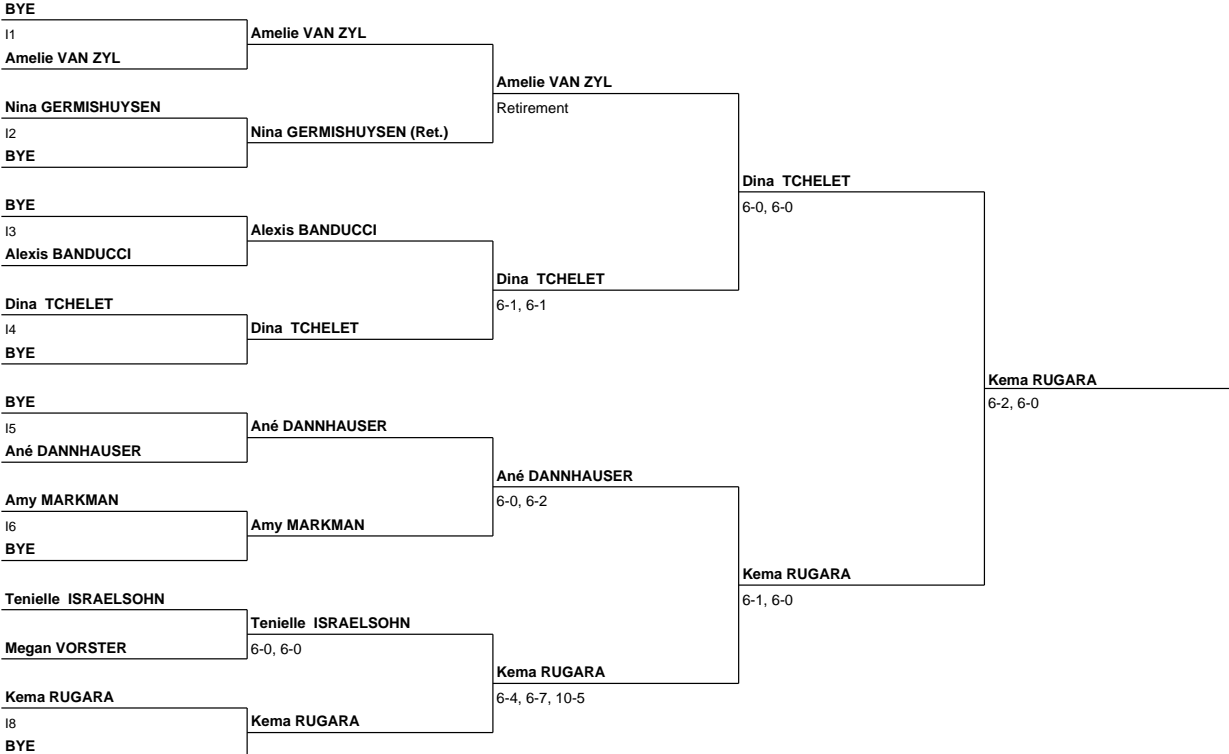 BYE
I1
Amelie VAN ZYL
Nina GERMISHUYSEN
I2
BYE
BYE
I3
Alexis BANDUCCI
Dina TCHELET
I4
BYE
BYE
I5
Ané DANNHAUSER
Amy MARKMAN
I6
BYE
Tenielle ISRAELSOHN
Megan VORSTER
Kema RUGARA
I8
BYE
Amelie VAN ZYL
Nina GERMISHUYSEN (Ret.)
Alexis BANDUCCI
Dina TCHELET
Ané DANNHAUSER
Amy MARKMAN
Tenielle ISRAELSOHN
6-0, 6-0
Kema RUGARA
Amelie VAN ZYL
Retirement
Dina TCHELET
6-1, 6-1
Ané DANNHAUSER
6-0, 6-2
Kema RUGARA
6-4, 6-7, 10-5
Dina TCHELET
6-0, 6-0
Kema RUGARA
6-1, 6-0
Kema RUGARA
6-2, 6-0